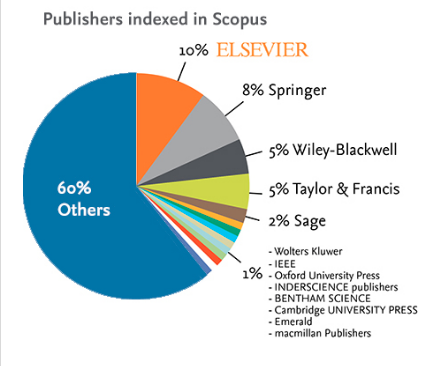 Publishers indexed in Scopus
10% ELSEVIER
8% Springer
5% Wiley-Blackwell
5% Taylor & Francis
2% Sage
60%
Others
1%
- Wolters Kluwer
- IEEE
- Oxford University Press
- INDERSCIENCE publishers
- BENTHAM SCIENCE
- Cambridge UNIVERSITY PRESS
- Emerald
- macmillan Publishers